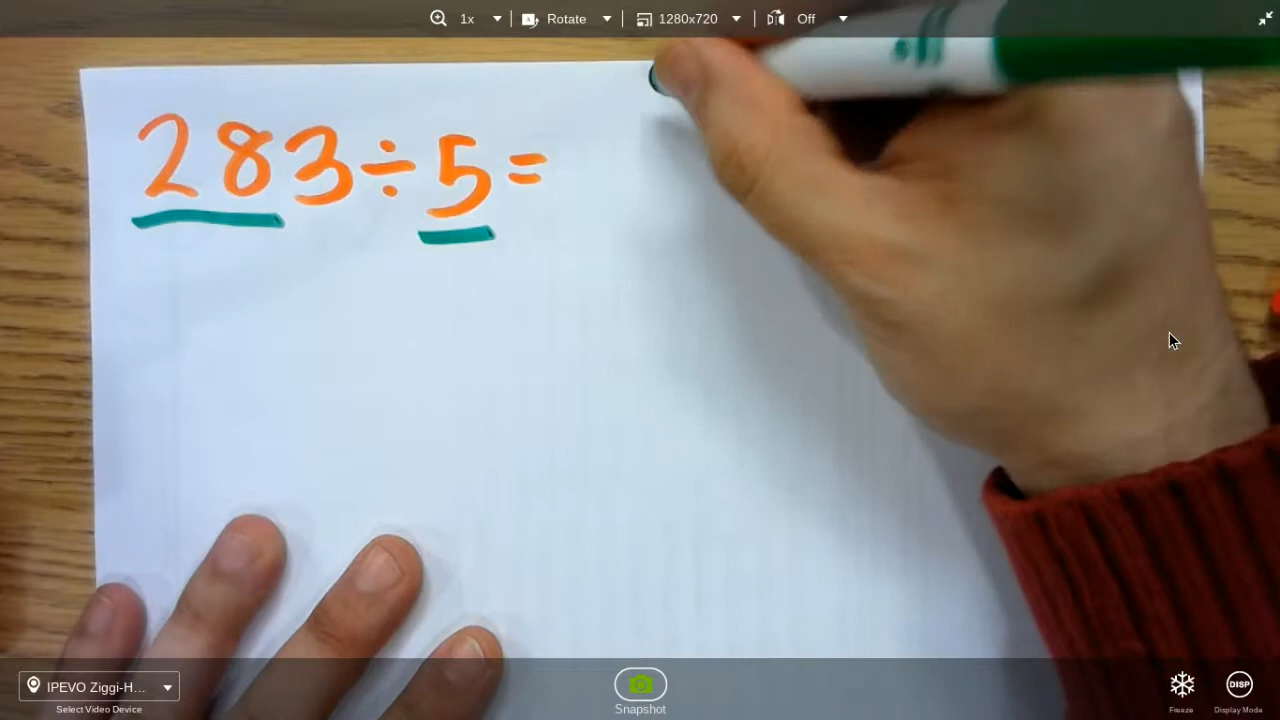 1x Rotate 1280x720 Off
283÷5=
IPEVO Ziggi-H...
Select Video Device
Snapshot
Freeze
DISP
Display Mode